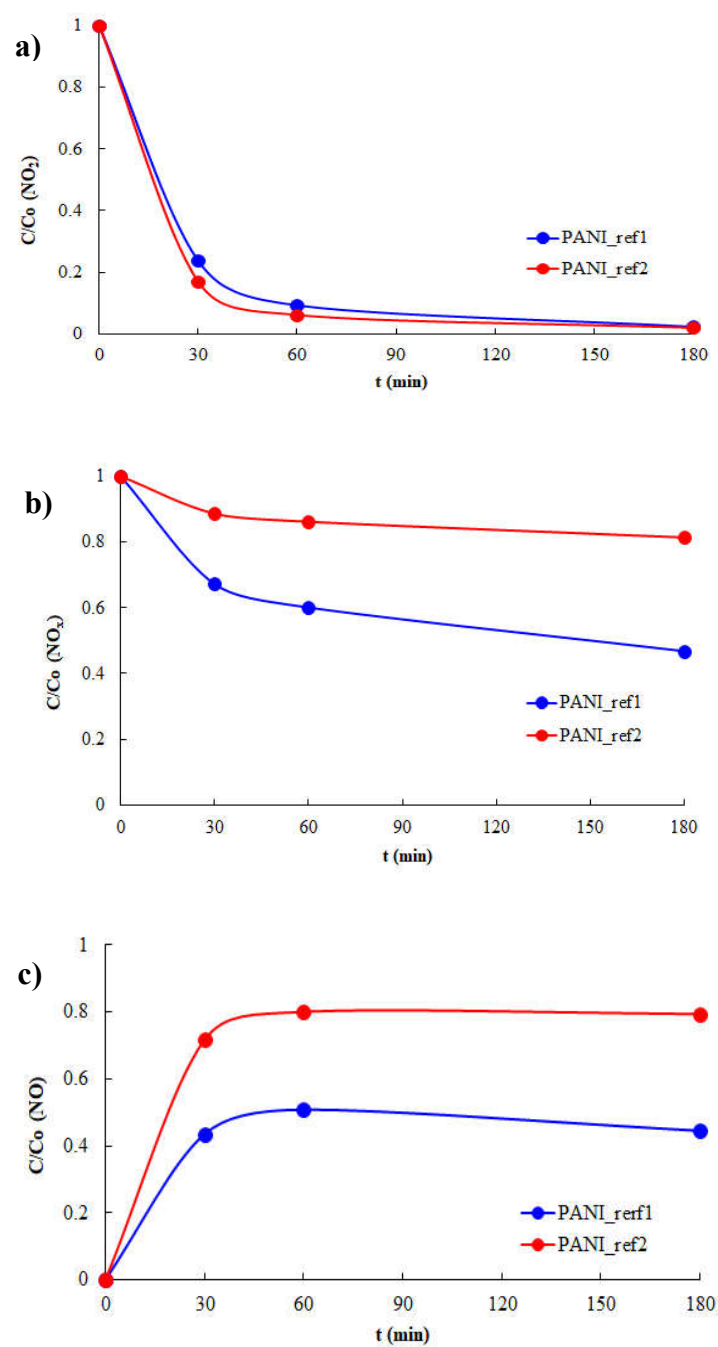 a)
1
0.8
0.6
0.4
0.2
0
C/Co (NO₂)
PANI_ref1
PANI_ref2
0 30 60 90 120 150 180
t (min)
b)
1
0.8
0.6
0.4
0.2
0
C/Co (NOₓ)
PANI_ref1
PANI_ref2
0 30 60 90 120 150 180
t (min)
c)
1
0.8
0.6
0.4
0.2
0
C/Co (NO)
PANI_rerf1
PANI_ref2
0 30 60 90 120 150 180
t (min)